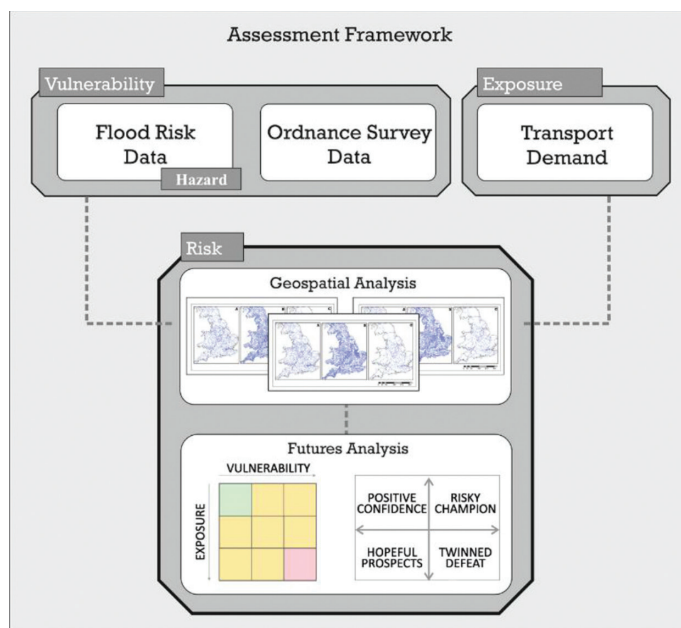 Assessment Framework
Vulnerability
Flood Risk
Data
Hazard
Ordnance Survey
Data
Exposure
Transport
Demand
Risk
Geospatial Analysis
Futures Analysis
VULNERABILITY
EXPOSURE
POSITIVE
CONFIDENCE
RISKY
CHAMPION
HOPEFUL
PROSPECTS
TWINNED
DEFEAT